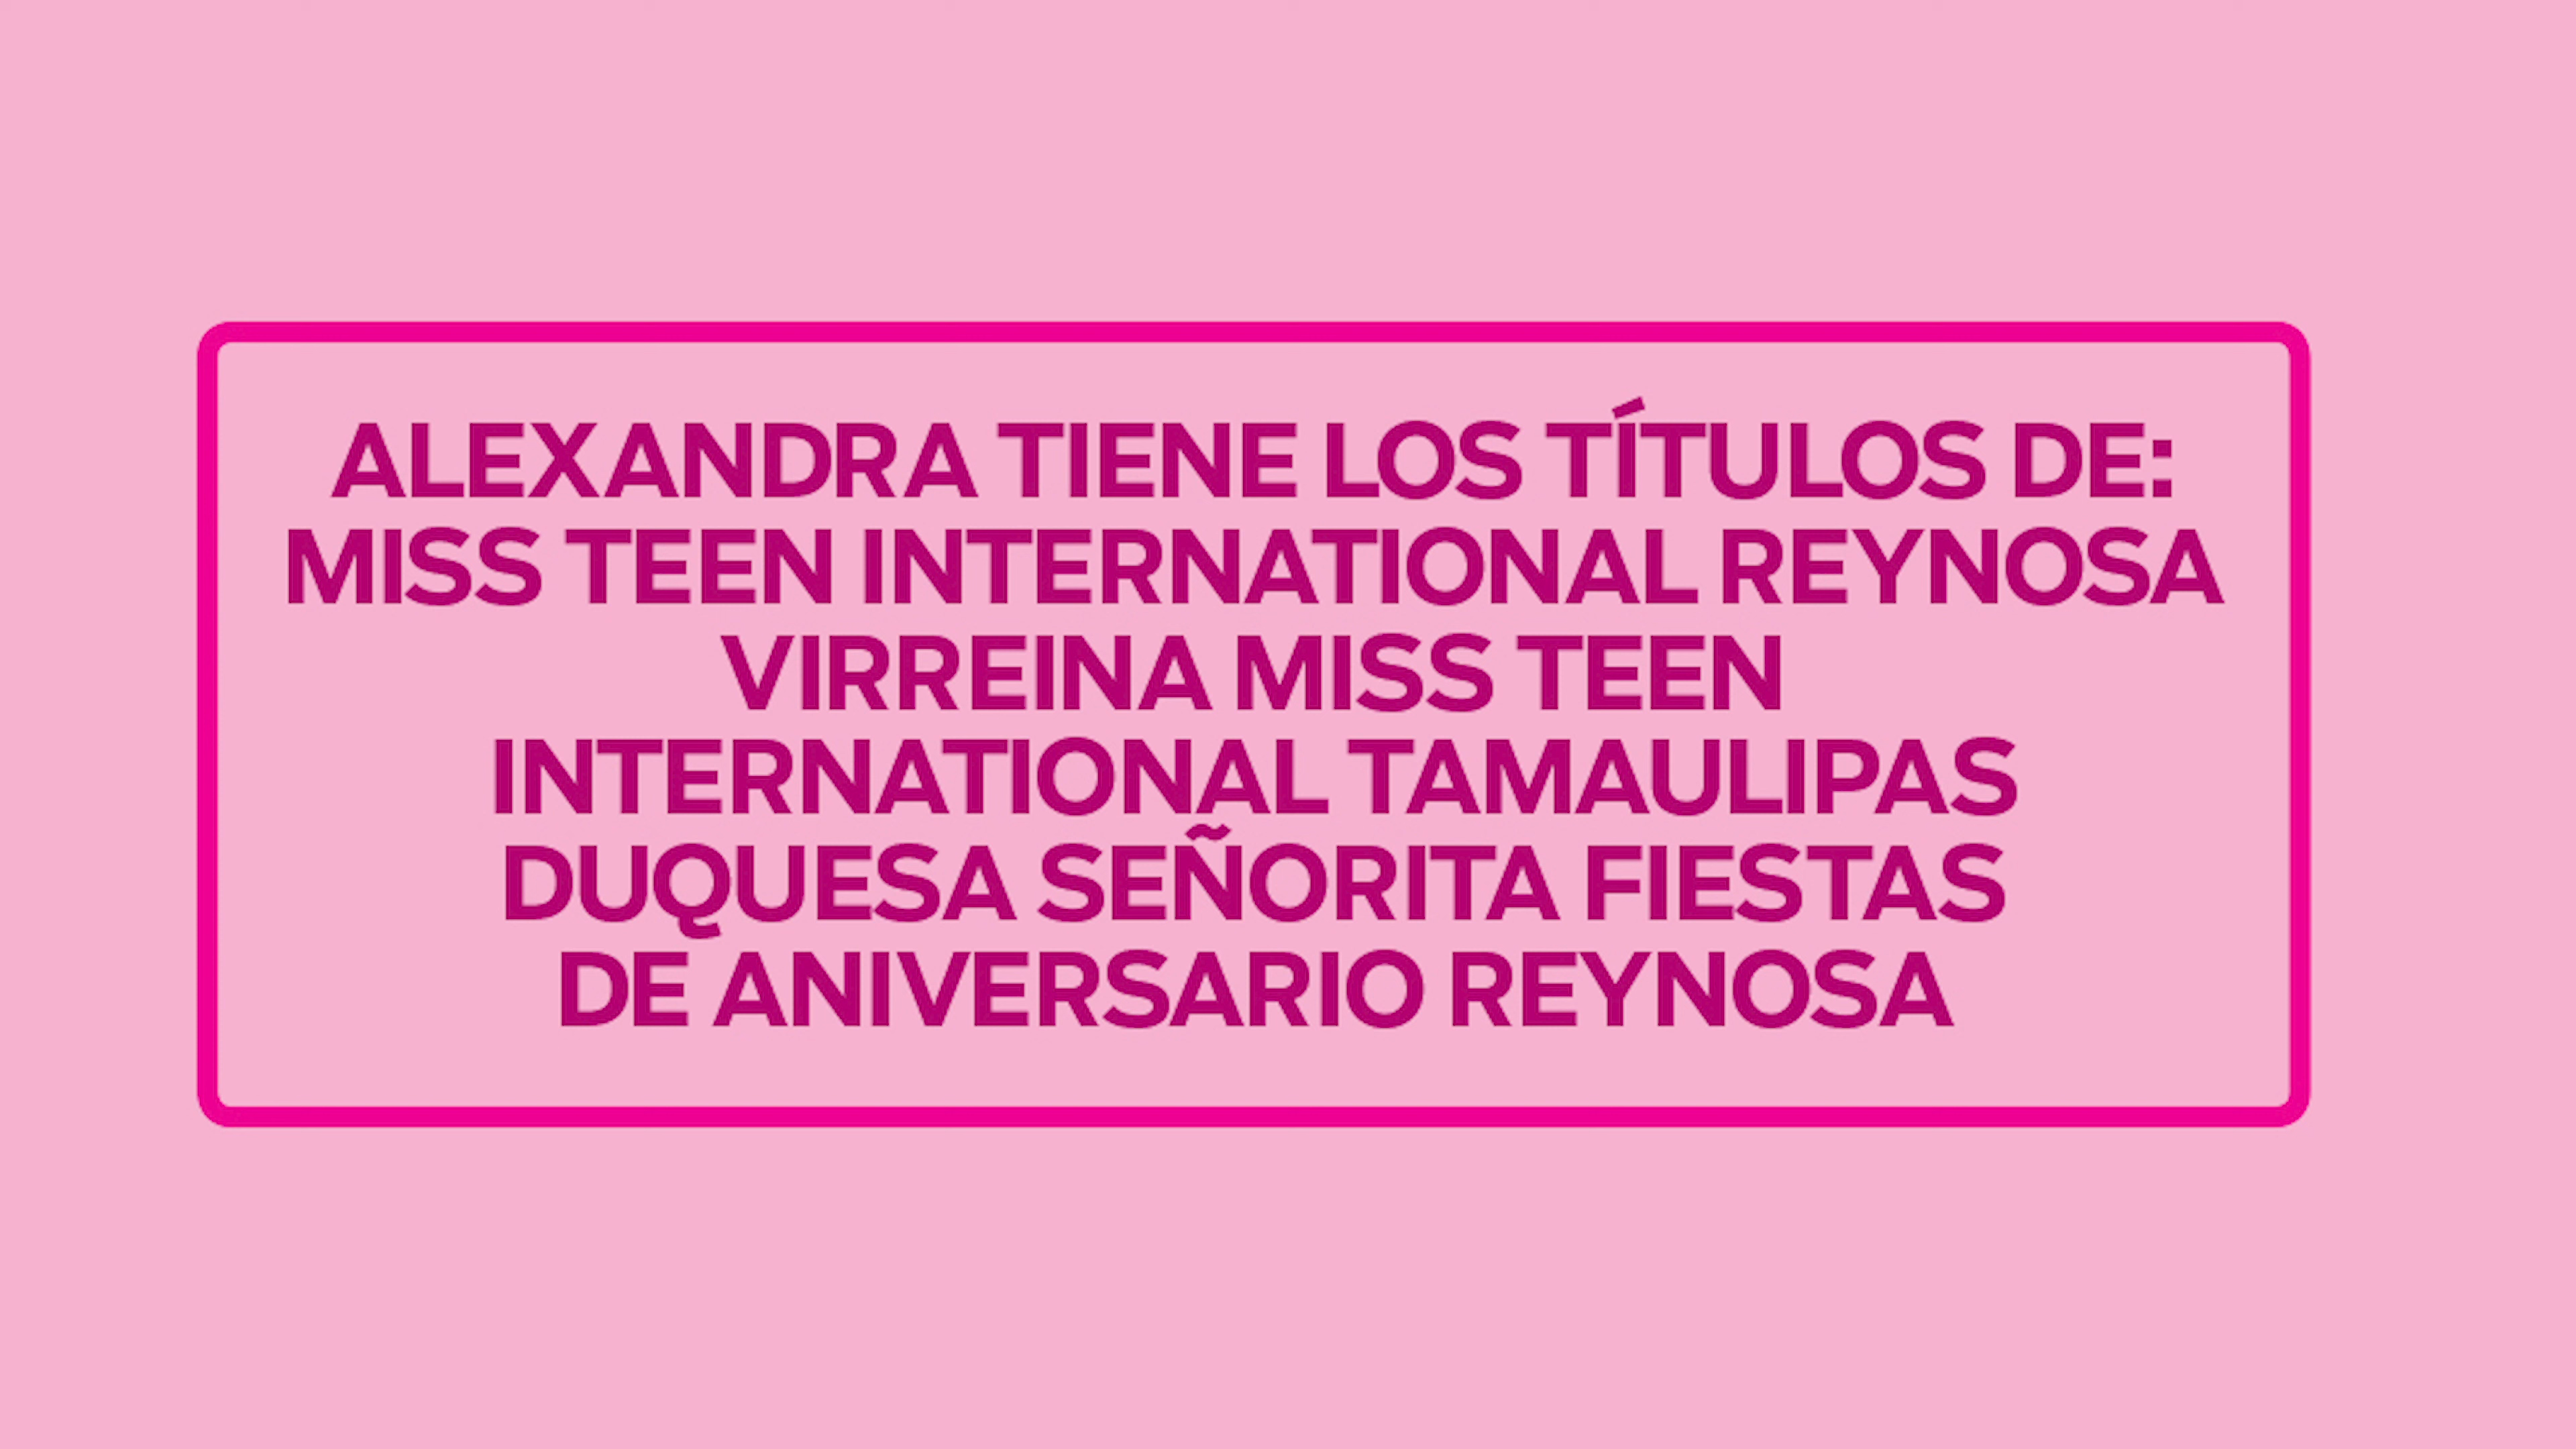 ALEXANDRA TIENE LOS TÍTULOS DE:
MISS TEEN INTERNATIONAL REYNOSA
VIRREINA MISS TEEN
INTERNATIONAL TAMAULIPAS
DUQUESA SEÑORITA FIESTAS
DE ANIVERSARIO REYNOSA